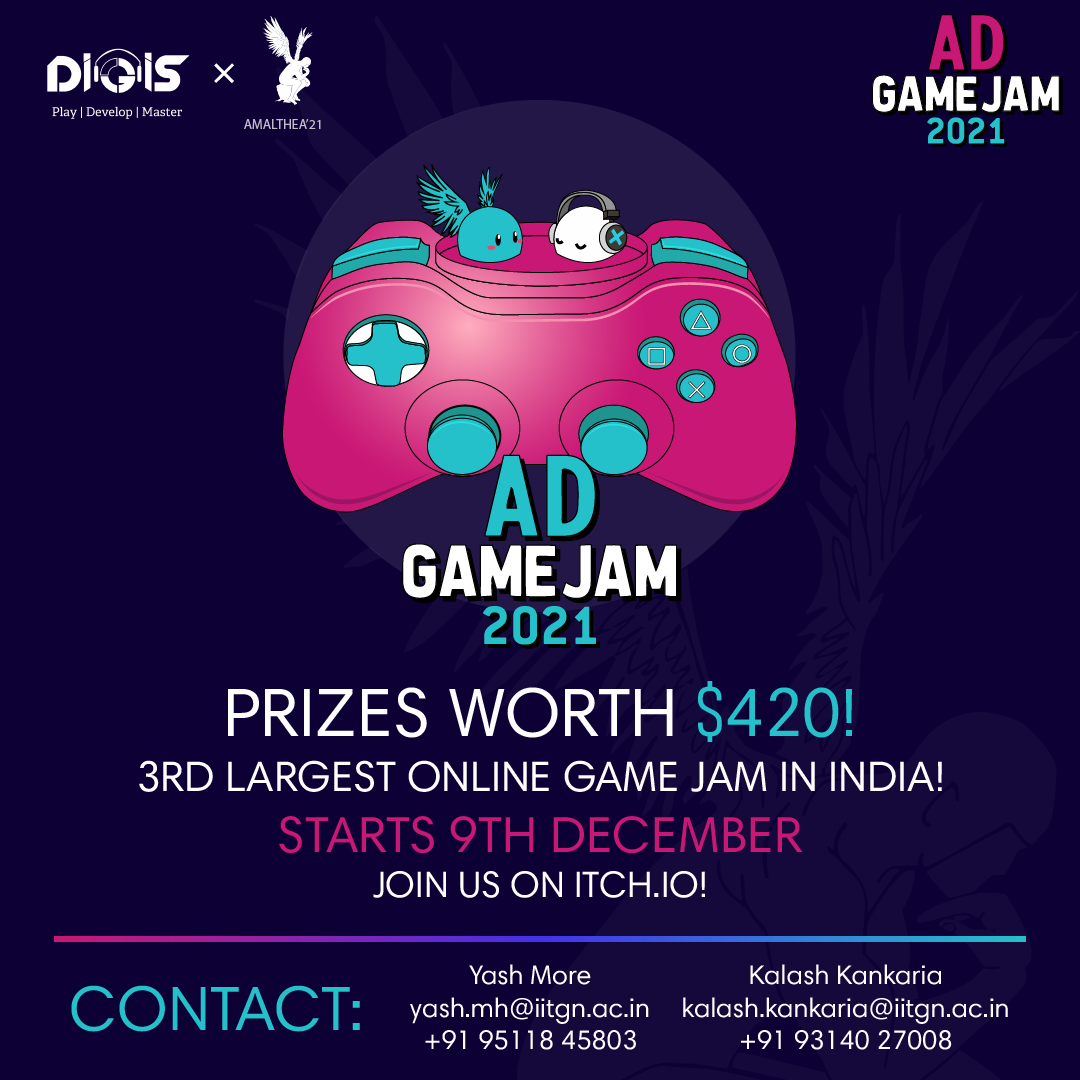 DIGIS
Play | Develop | Master
×
AMALTHEA'21
AD
GAME JAM
2021
AD
GAME JAM
2021
PRIZES WORTH $420!
3RD LARGEST ONLINE GAME JAM IN INDIA!
STARTS 9TH DECEMBER
JOIN US ON ITCH.IO!
CONTACT:
Yash More
yash.mh@iitgn.ac.in
+91 95118 45803
Kalash Kankaria
kalash.kankaria@iitgn.ac.in
+91 93140 27008